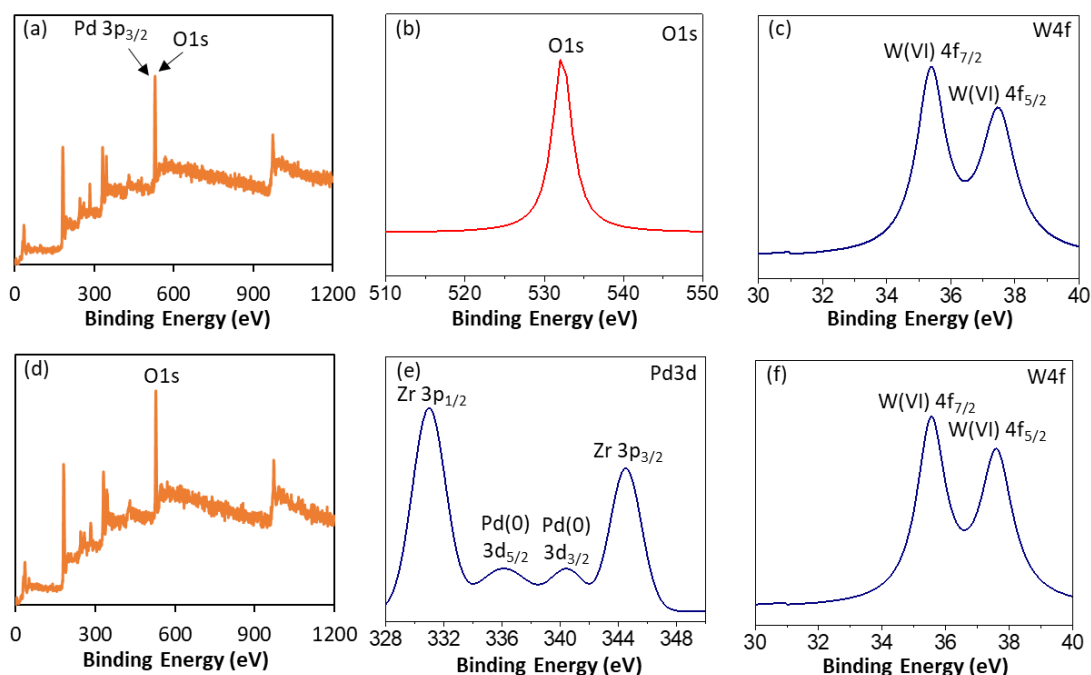 (a)
Pd 3p3/2
O1s
0 300 600 900 1200
Binding Energy (eV)
(b)
O1s
O1s
510 520 530 540 550
Binding Energy (eV)
(c)
W4f
W(VI) 4f7/2
W(VI) 4f5/2
30 32 34 36 38 40
Binding Energy (eV)
(d)
O1s
0 300 600 900 1200
Binding Energy (eV)
(e)
Pd3d
Zr 3p1/2
Zr 3p3/2
Pd(0)
3d5/2
Pd(0)
3d3/2
328 332 336 340 344 348
Binding Energy (eV)
(f)
W4f
W(VI) 4f7/2
W(VI) 4f5/2
30 32 34 36 38 40
Binding Energy (eV)